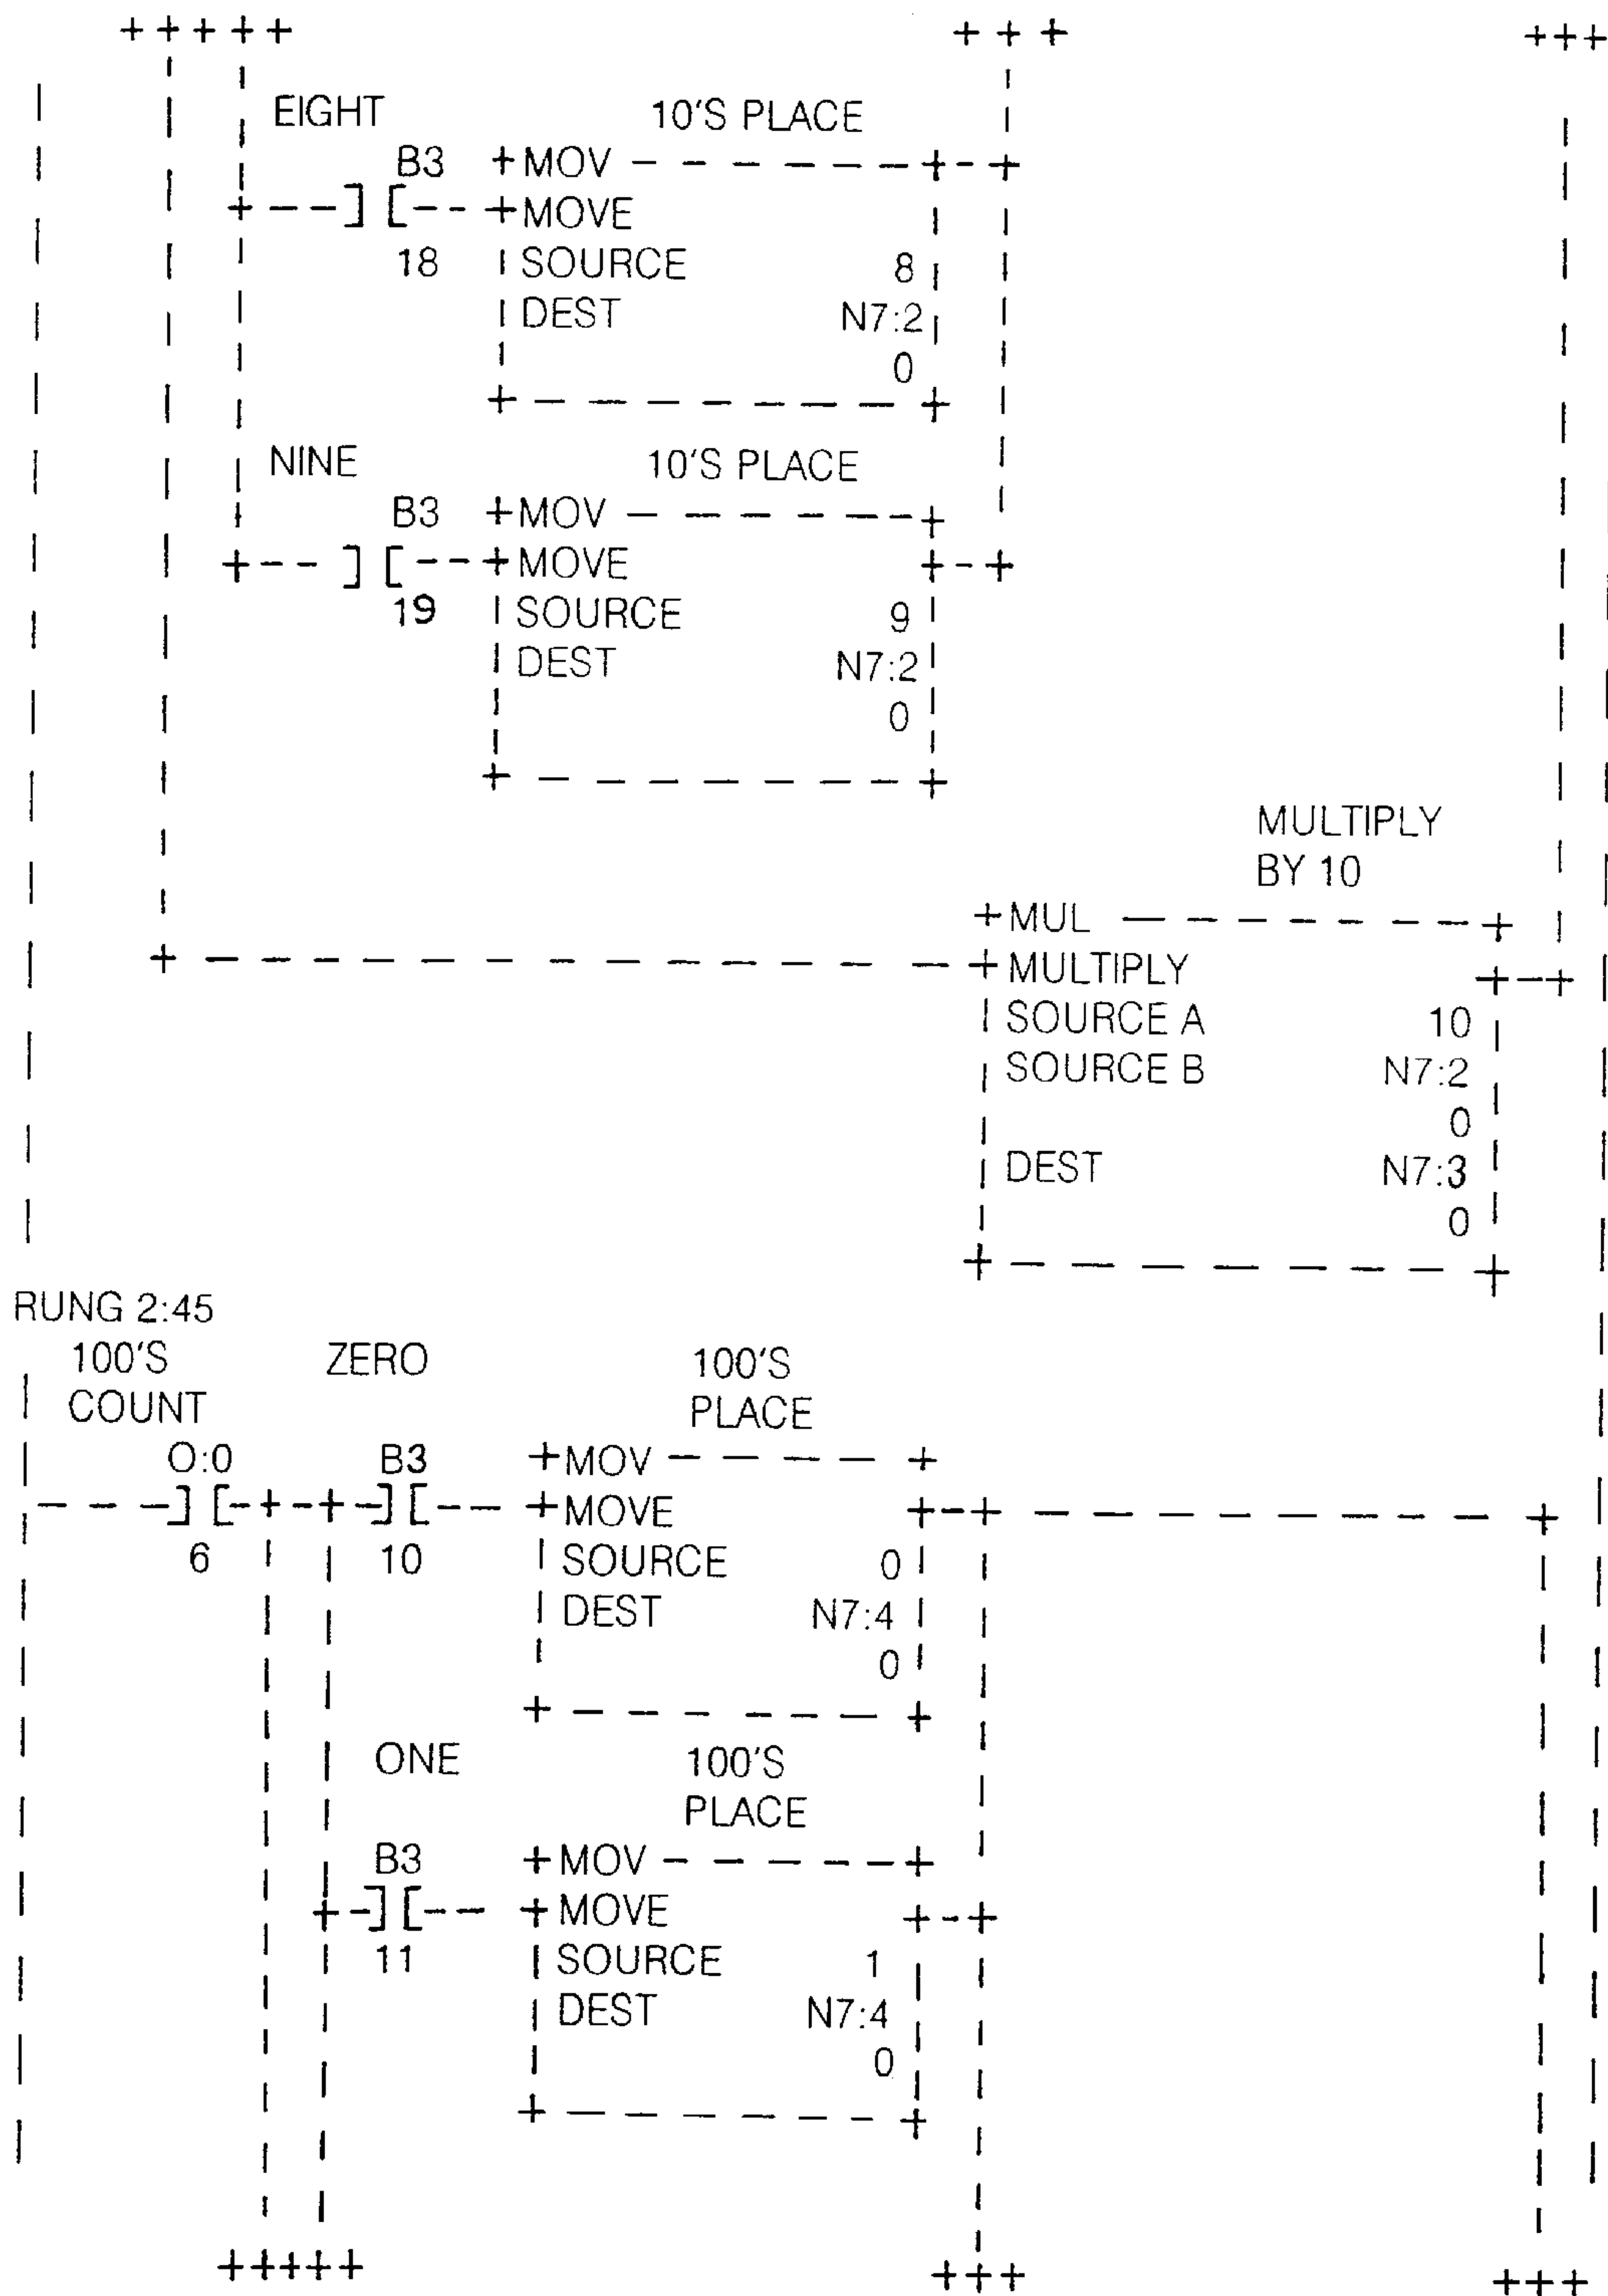 EIGHT 10'S PLACE
B3 +MOV
MOVE
18 SOURCE 8
DEST N7:2
0
NINE 10'S PLACE
B3 +MOV
MOVE
19 SOURCE 9
DEST N7:2
0
MULTIPLY
BY 10
+MUL
+MULTIPLY
SOURCE A 10
SOURCE B N7:2
0
DEST N7:3
0
RUNG 2:45
100'S ZERO 100'S
COUNT PLACE
O:0 B3 +MOV
] [ ] [ +MOVE
6 10 SOURCE 0
DEST N7:4
0
ONE 100'S
PLACE
B3 +MOV
] [ +MOVE
11 SOURCE 1
DEST N7:4
0